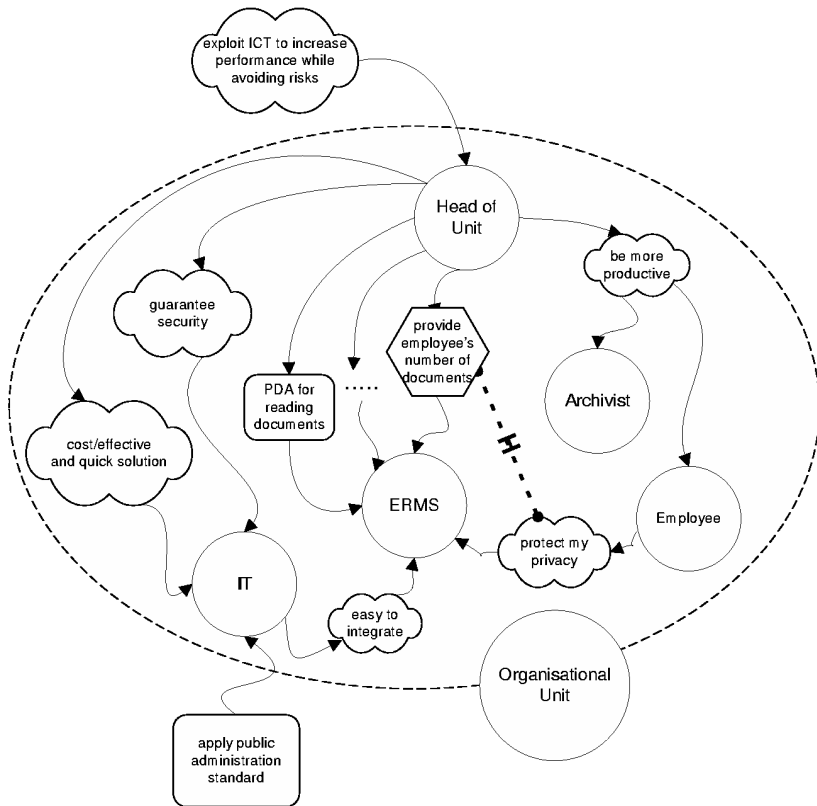 exploit ICT to increase
performance while
avoiding risks
Head of
Unit
be more
productive
guarantee
security
provide
employee's
number of
documents
PDA for
reading
documents
......
Archivist
cost/effective
and quick solution
ERMS
Employee
protect my
privacy
IT
easy to
integrate
Organisational
Unit
apply public
administration
standard